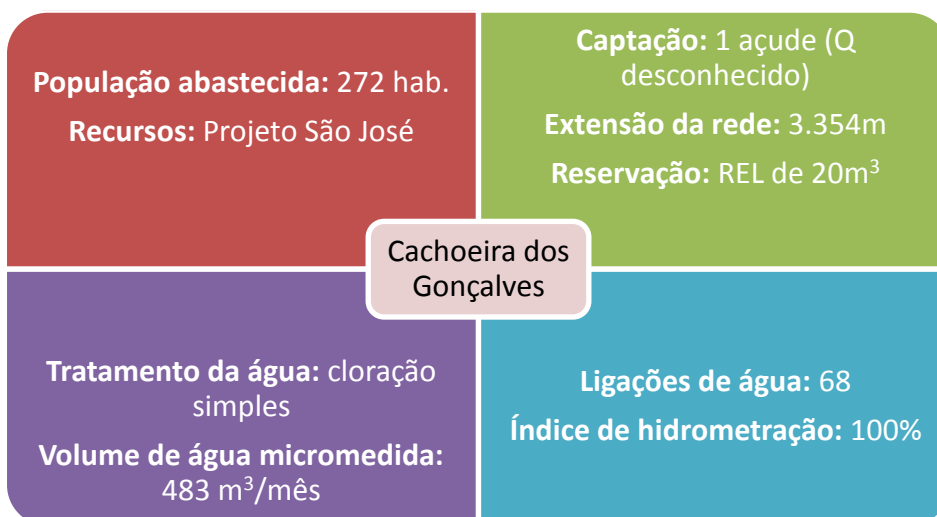 População abastecida: 272 hab.
Recursos: Projeto São José
Captação: 1 açude (Q
desconhecido)
Extensão da rede: 3.354m
Reservação: REL de 20m³
Cachoeira dos
Gonçalves
Tratamento da água: cloração
simples
Volume de água micromedida:
483 m³/mês
Ligações de água: 68
Índice de hidrometração: 100%